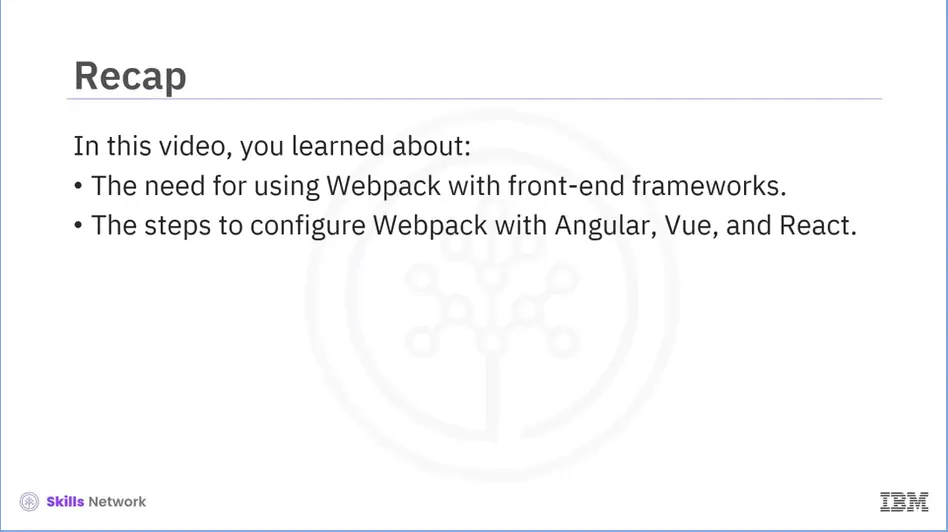 Recap
In this video, you learned about:
• The need for using Webpack with front-end frameworks.
• The steps to configure Webpack with Angular, Vue, and React.
Skills Network
IBM